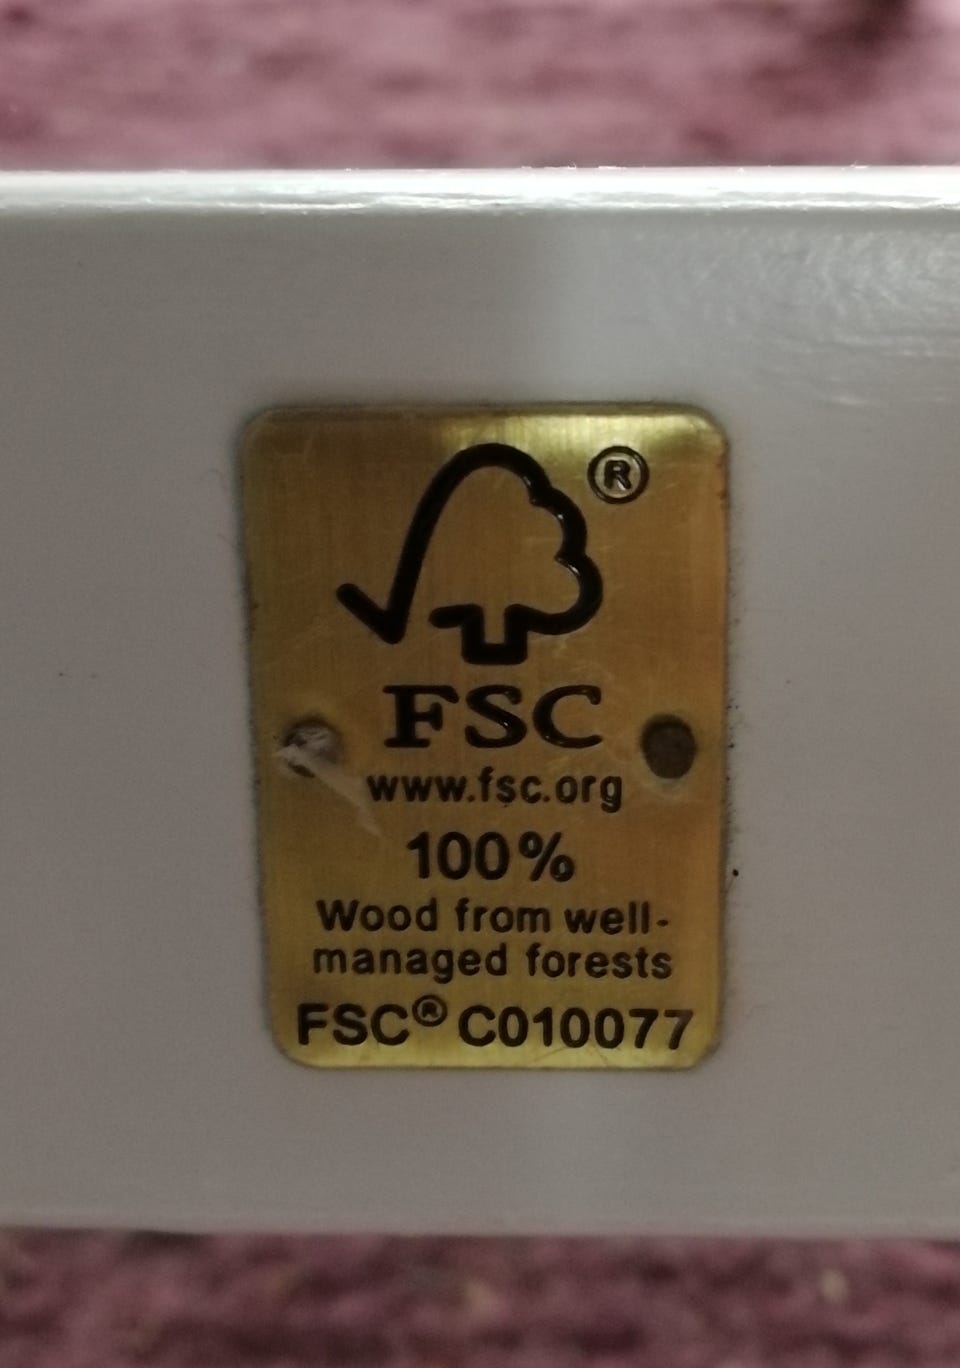 ®
FSC
www.fsc.org
100%
Wood from well-
managed forests
FSC® C010077